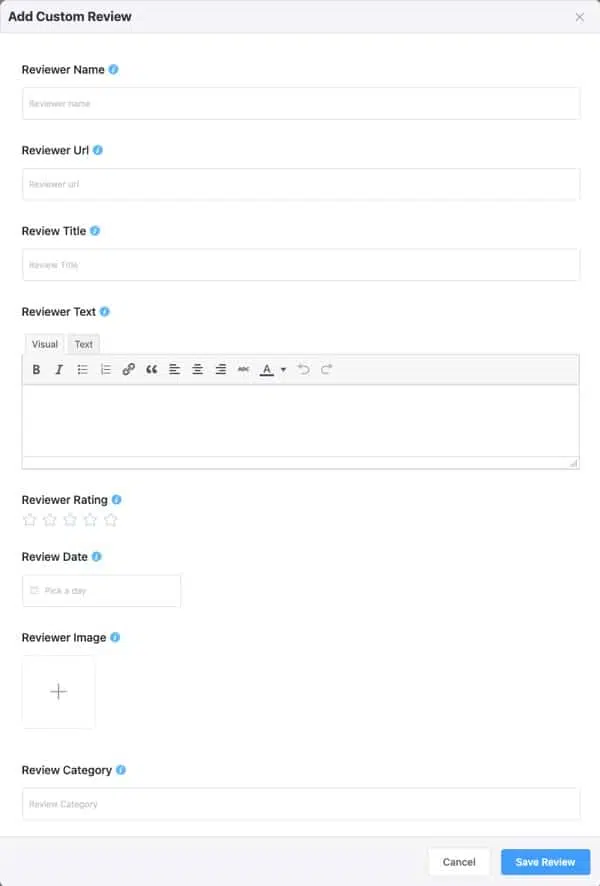 Add Custom Review
Reviewer Name
Reviewer name
Reviewer Url
Reviewer url
Review Title
Review Title
Reviewer Text
Visual Text
B I ABC A
Reviewer Rating
Review Date
Pick a day
Reviewer Image
Review Category
Review Category
Cancel Save Review